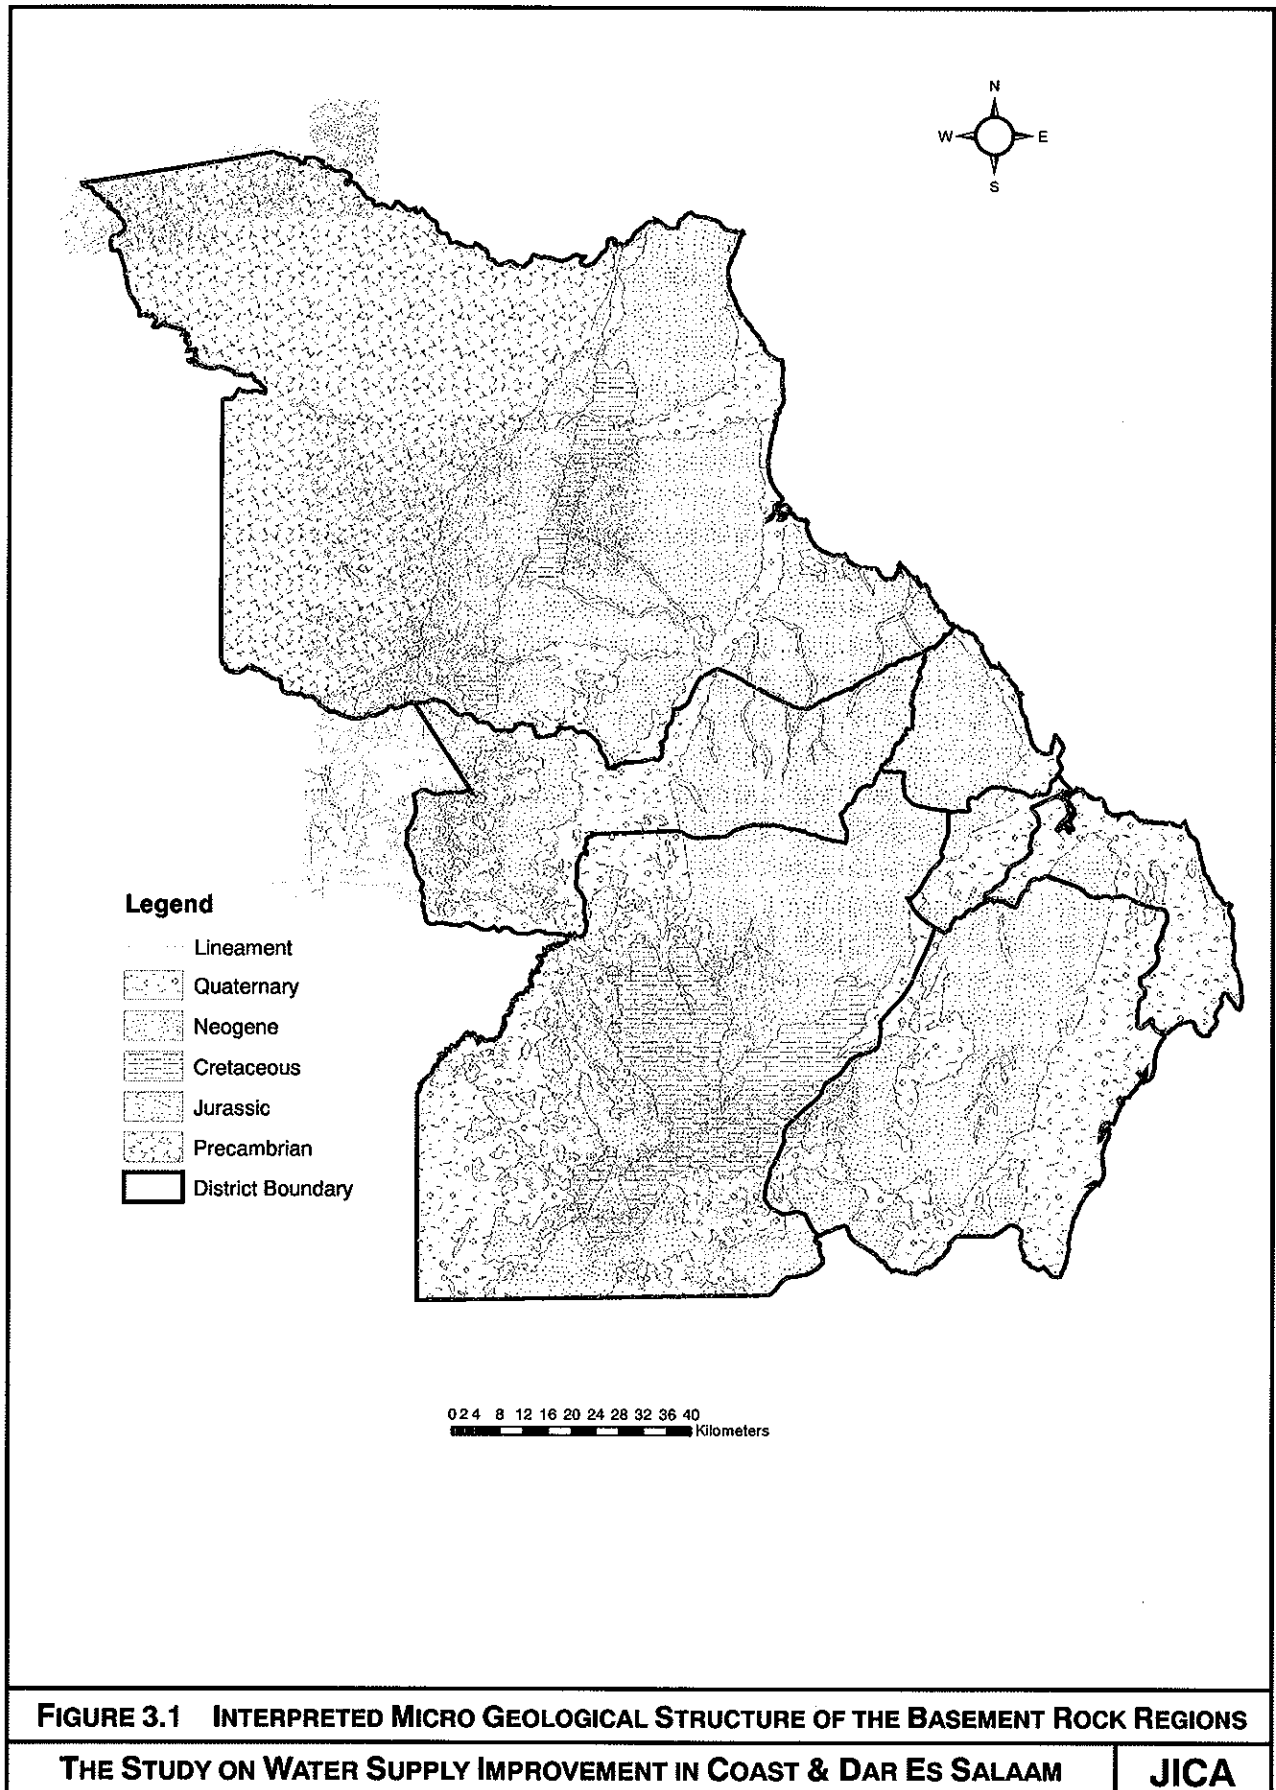 N
W E
S
Legend
Lineament
Quaternary
Neogene
Cretaceous
Jurassic
Precambrian
District Boundary
0 2 4 8 12 16 20 24 28 32 36 40
Kilometers
FIGURE 3.1 INTERPRETED MICRO GEOLOGICAL STRUCTURE OF THE BASEMENT ROCK REGIONS
THE STUDY ON WATER SUPPLY IMPROVEMENT IN COAST & DAR ES SALAAM JICA